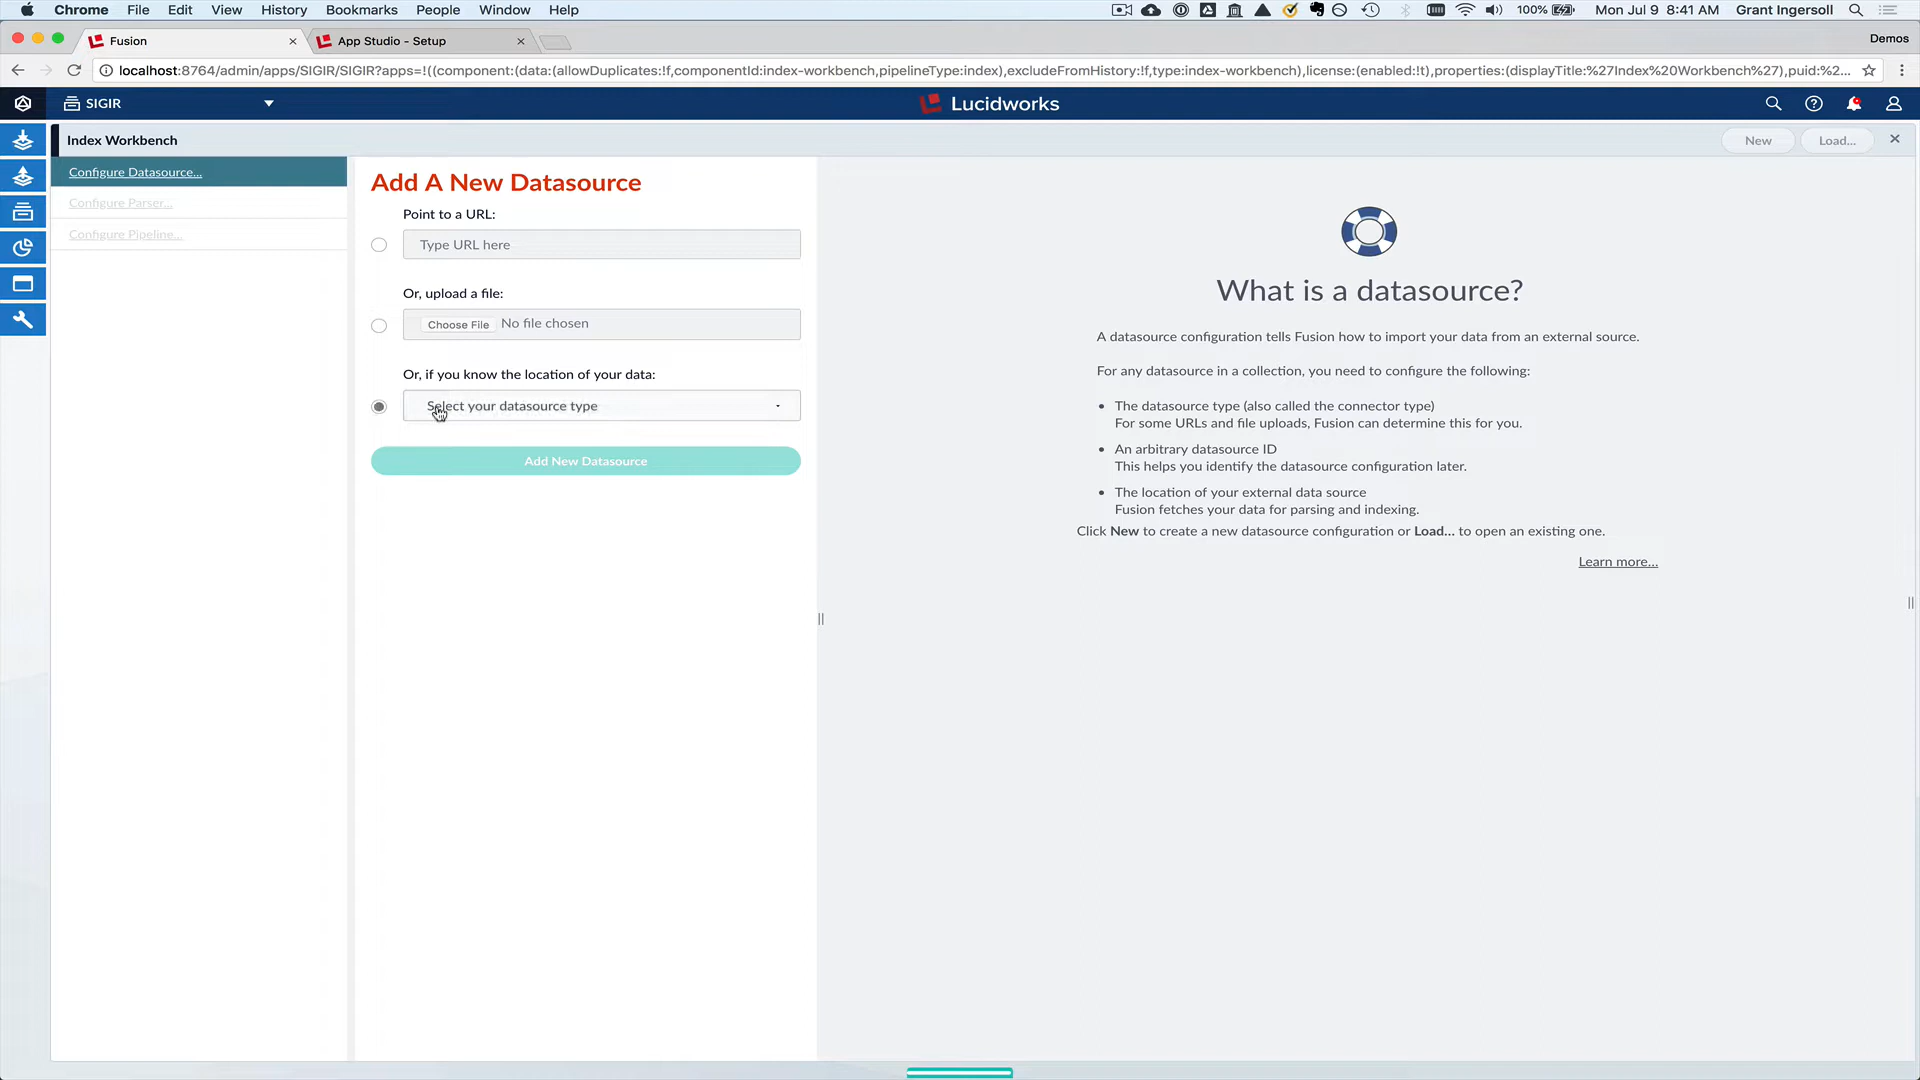 Chrome File Edit View History Bookmarks People Window Help 100% Mon Jul 9 8:41 AM Grant Ingersoll
Fusion App Studio - Setup Demos
localhost:8764/admin/apps/SIGIR/SIGIR?apps=!((component:(data:(allowDuplicates:!f,componentId:index-workbench,pipelineType:index),excludeFromHistory:!f,type:index-workbench),license:(enabled:!t),properties:(displayTitle:%27Index%20Workbench%27),puid:%2...
SIGIR Lucidworks
Index Workbench New Load...
Configure Datasource...
Configure Parser...
Configure Pipeline...
Add A New Datasource
Point to a URL:
Type URL here
Or, upload a file:
Choose File No file chosen
Or, if you know the location of your data:
Select your datasource type
Add New Datasource
What is a datasource?
A datasource configuration tells Fusion how to import your data from an external source.
For any datasource in a collection, you need to configure the following:
• The datasource type (also called the connector type)
For some URLs and file uploads, Fusion can determine this for you.
• An arbitrary datasource ID
This helps you identify the datasource configuration later.
• The location of your external data source
Fusion fetches your data for parsing and indexing.
Click New to create a new datasource configuration or Load... to open an existing one.
Learn more...